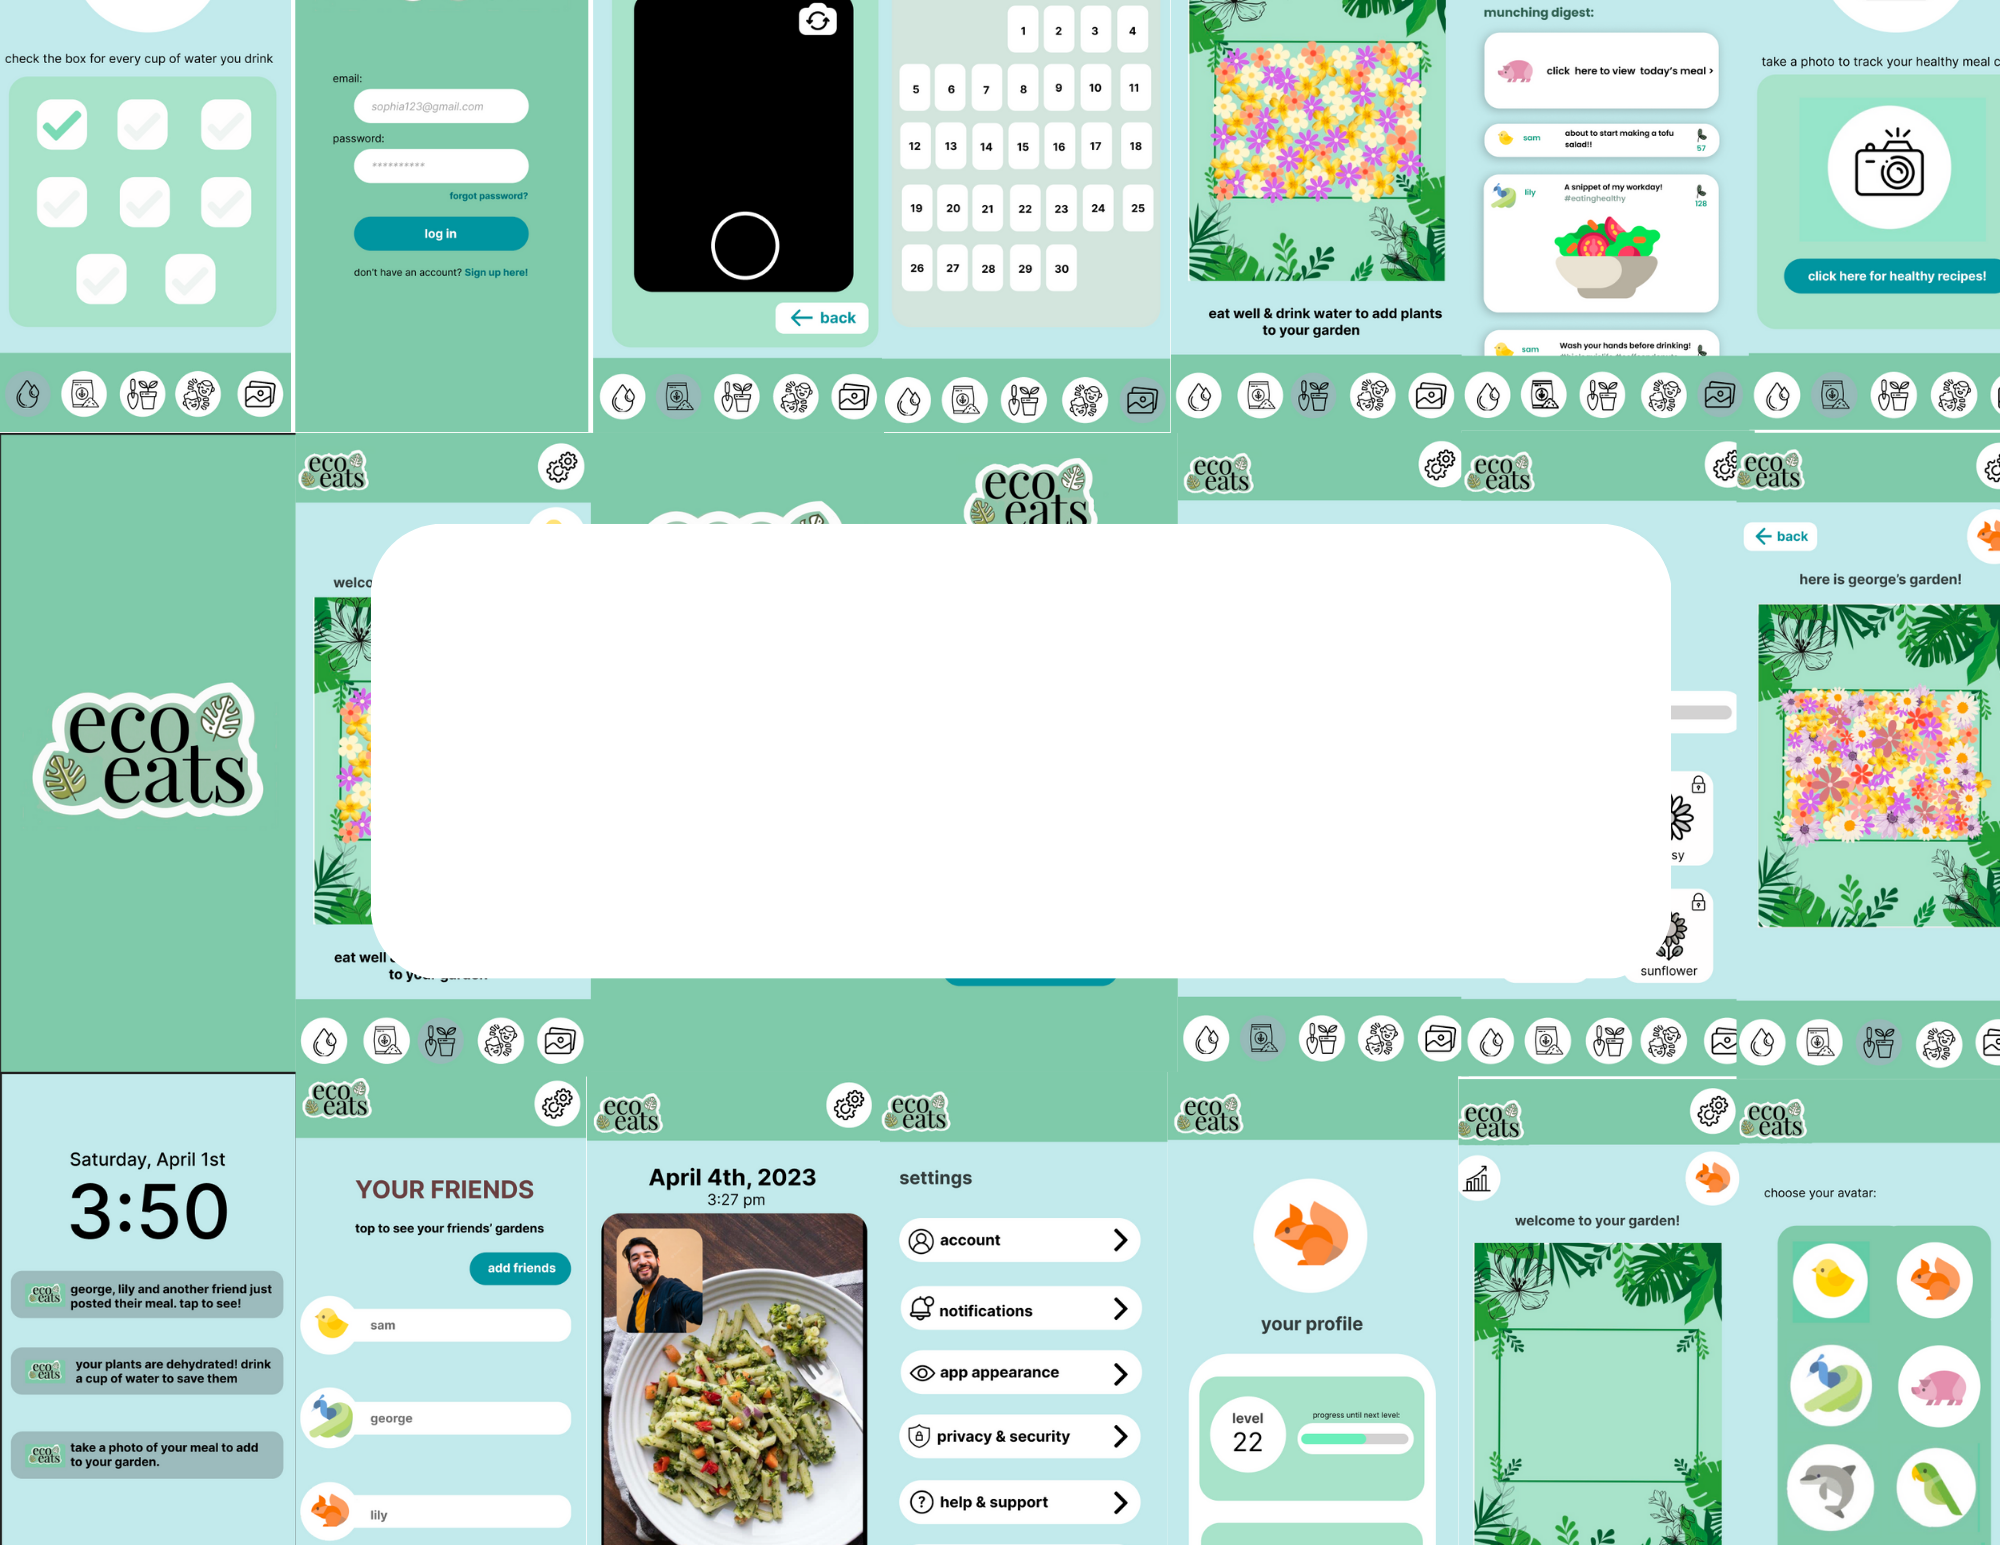 check the box for every cup of water you drink
email:
sophia123@gmail.com
password:
**********
forgot password?
log in
don't have an account? Sign up here!
back
1 2 3 4
5 6 7 8 9 10 11
12 13 14 15 16 17 18
19 20 21 22 23 24 25
26 27 28 29 30
eat well & drink water to add plants
to your garden
munching digest:
click here to view today's meal >
sam
about to start making a tofu
salad!!
57
lily
A snippet of my workday!
#eatinghealthy
128
sam
Wash your hands before drinking!
take a photo to track your healthy meal
click here for healthy recipes!
eco
eats
eco
eats
welco
eat well
to your garden
eco
eats
eco
eats
eco
eats
sy
sunflower
eco
eats
back
here is george's garden!
Saturday, April 1st
3:50
eco
eats
george, lily and another friend just
posted their meal. tap to see!
eco
eats
your plants are dehydrated! drink
a cup of water to save them
eco
eats
take a photo of your meal to add
to your garden.
eco
eats
YOUR FRIENDS
top to see your friends' gardens
add friends
sam
george
lily
eco
eats
April 4th, 2023
3:27 pm
eco
eats
settings
account
notifications
app appearance
privacy & security
help & support
eco
eats
your profile
level
22
progress until next level:
eco
eats
welcome to your garden!
eco
eats
choose your avatar: